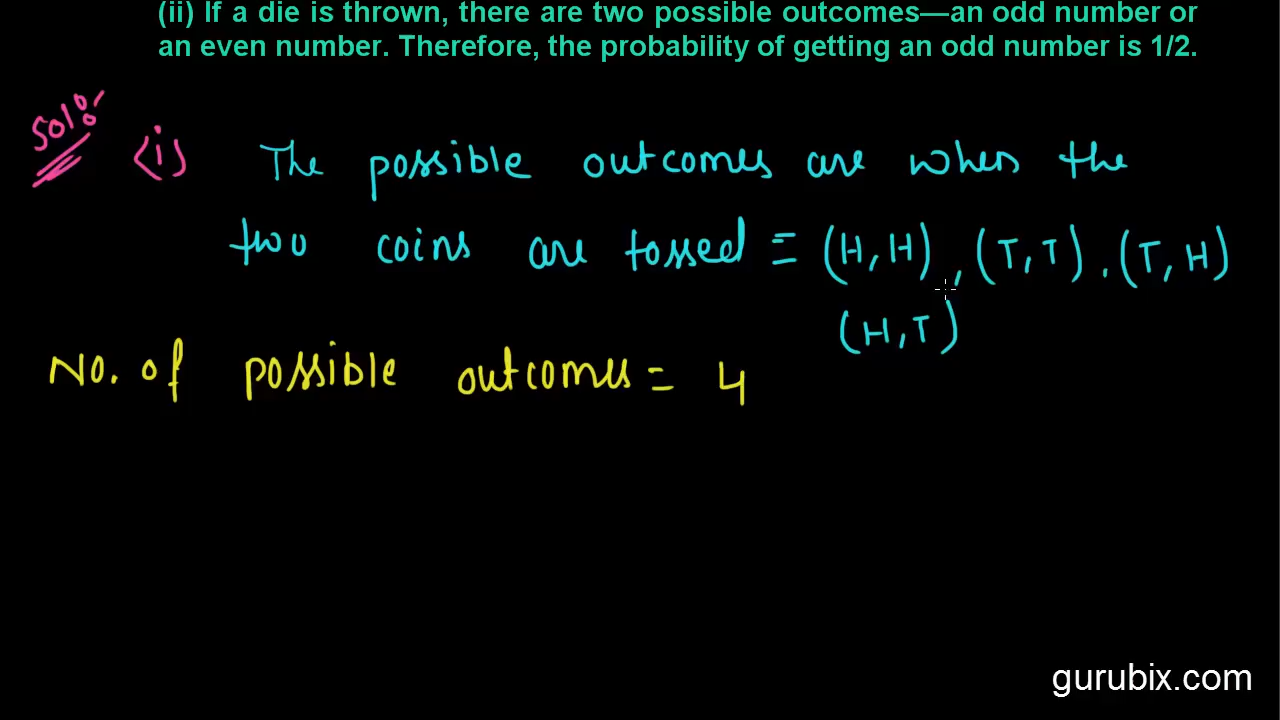 (ii) If a die is thrown, there are two possible outcomes—an odd number or
an even number. Therefore, the probability of getting an odd number is 1/2.
Sol%
(i) The possible outcomes are when the
two coins are tossed = (H, H), (T, T), (T, H)
(H, T)
No. of possible outcomes = 4
gurubix.com